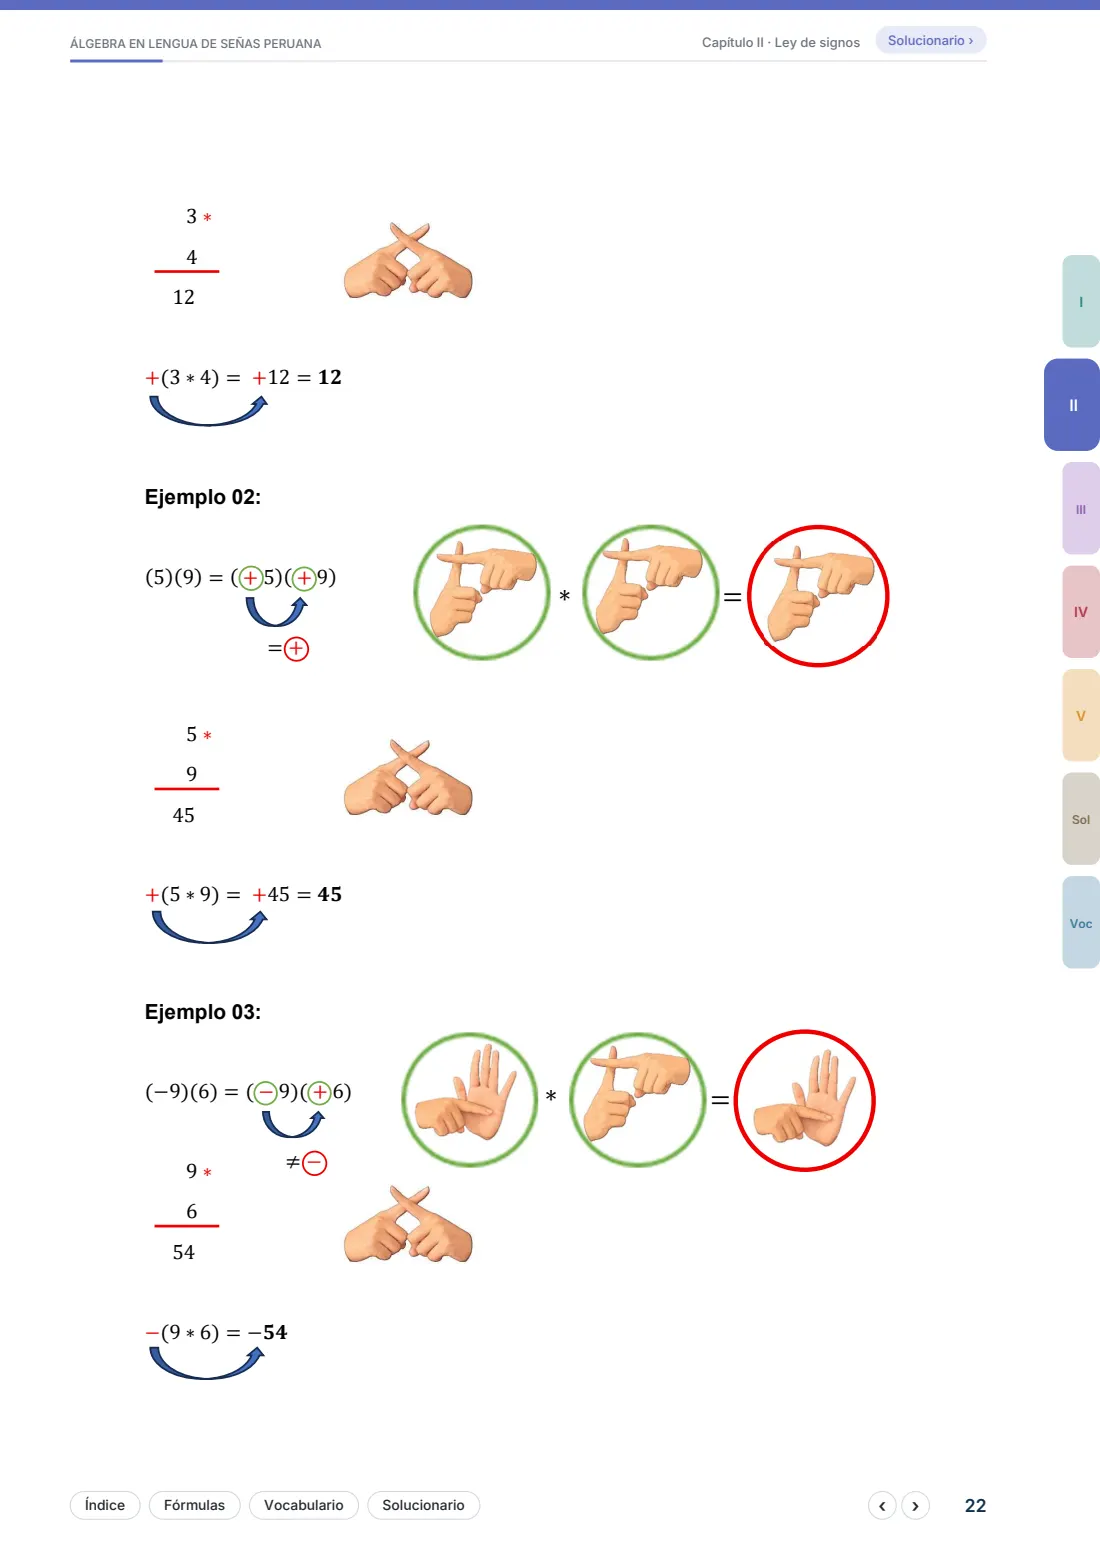 ÁLGEBRA EN LENGUA DE SEÑAS PERUANA
Capítulo II · Ley de signos
Solucionario ›
3 *
4
12
+(3 * 4) = +12 = 12
Ejemplo 02:
(5)(9) = (+5)(+9)
* =
=+
5 *
9
45
+(5 * 9) = +45 = 45
Ejemplo 03:
(−9)(6) = (−9)(+6)
* =
≠−
9 *
6
54
−(9 * 6) = −54
I
II
III
IV
V
Sol
Voc
Índice
Fórmulas
Vocabulario
Solucionario
‹ ›
22